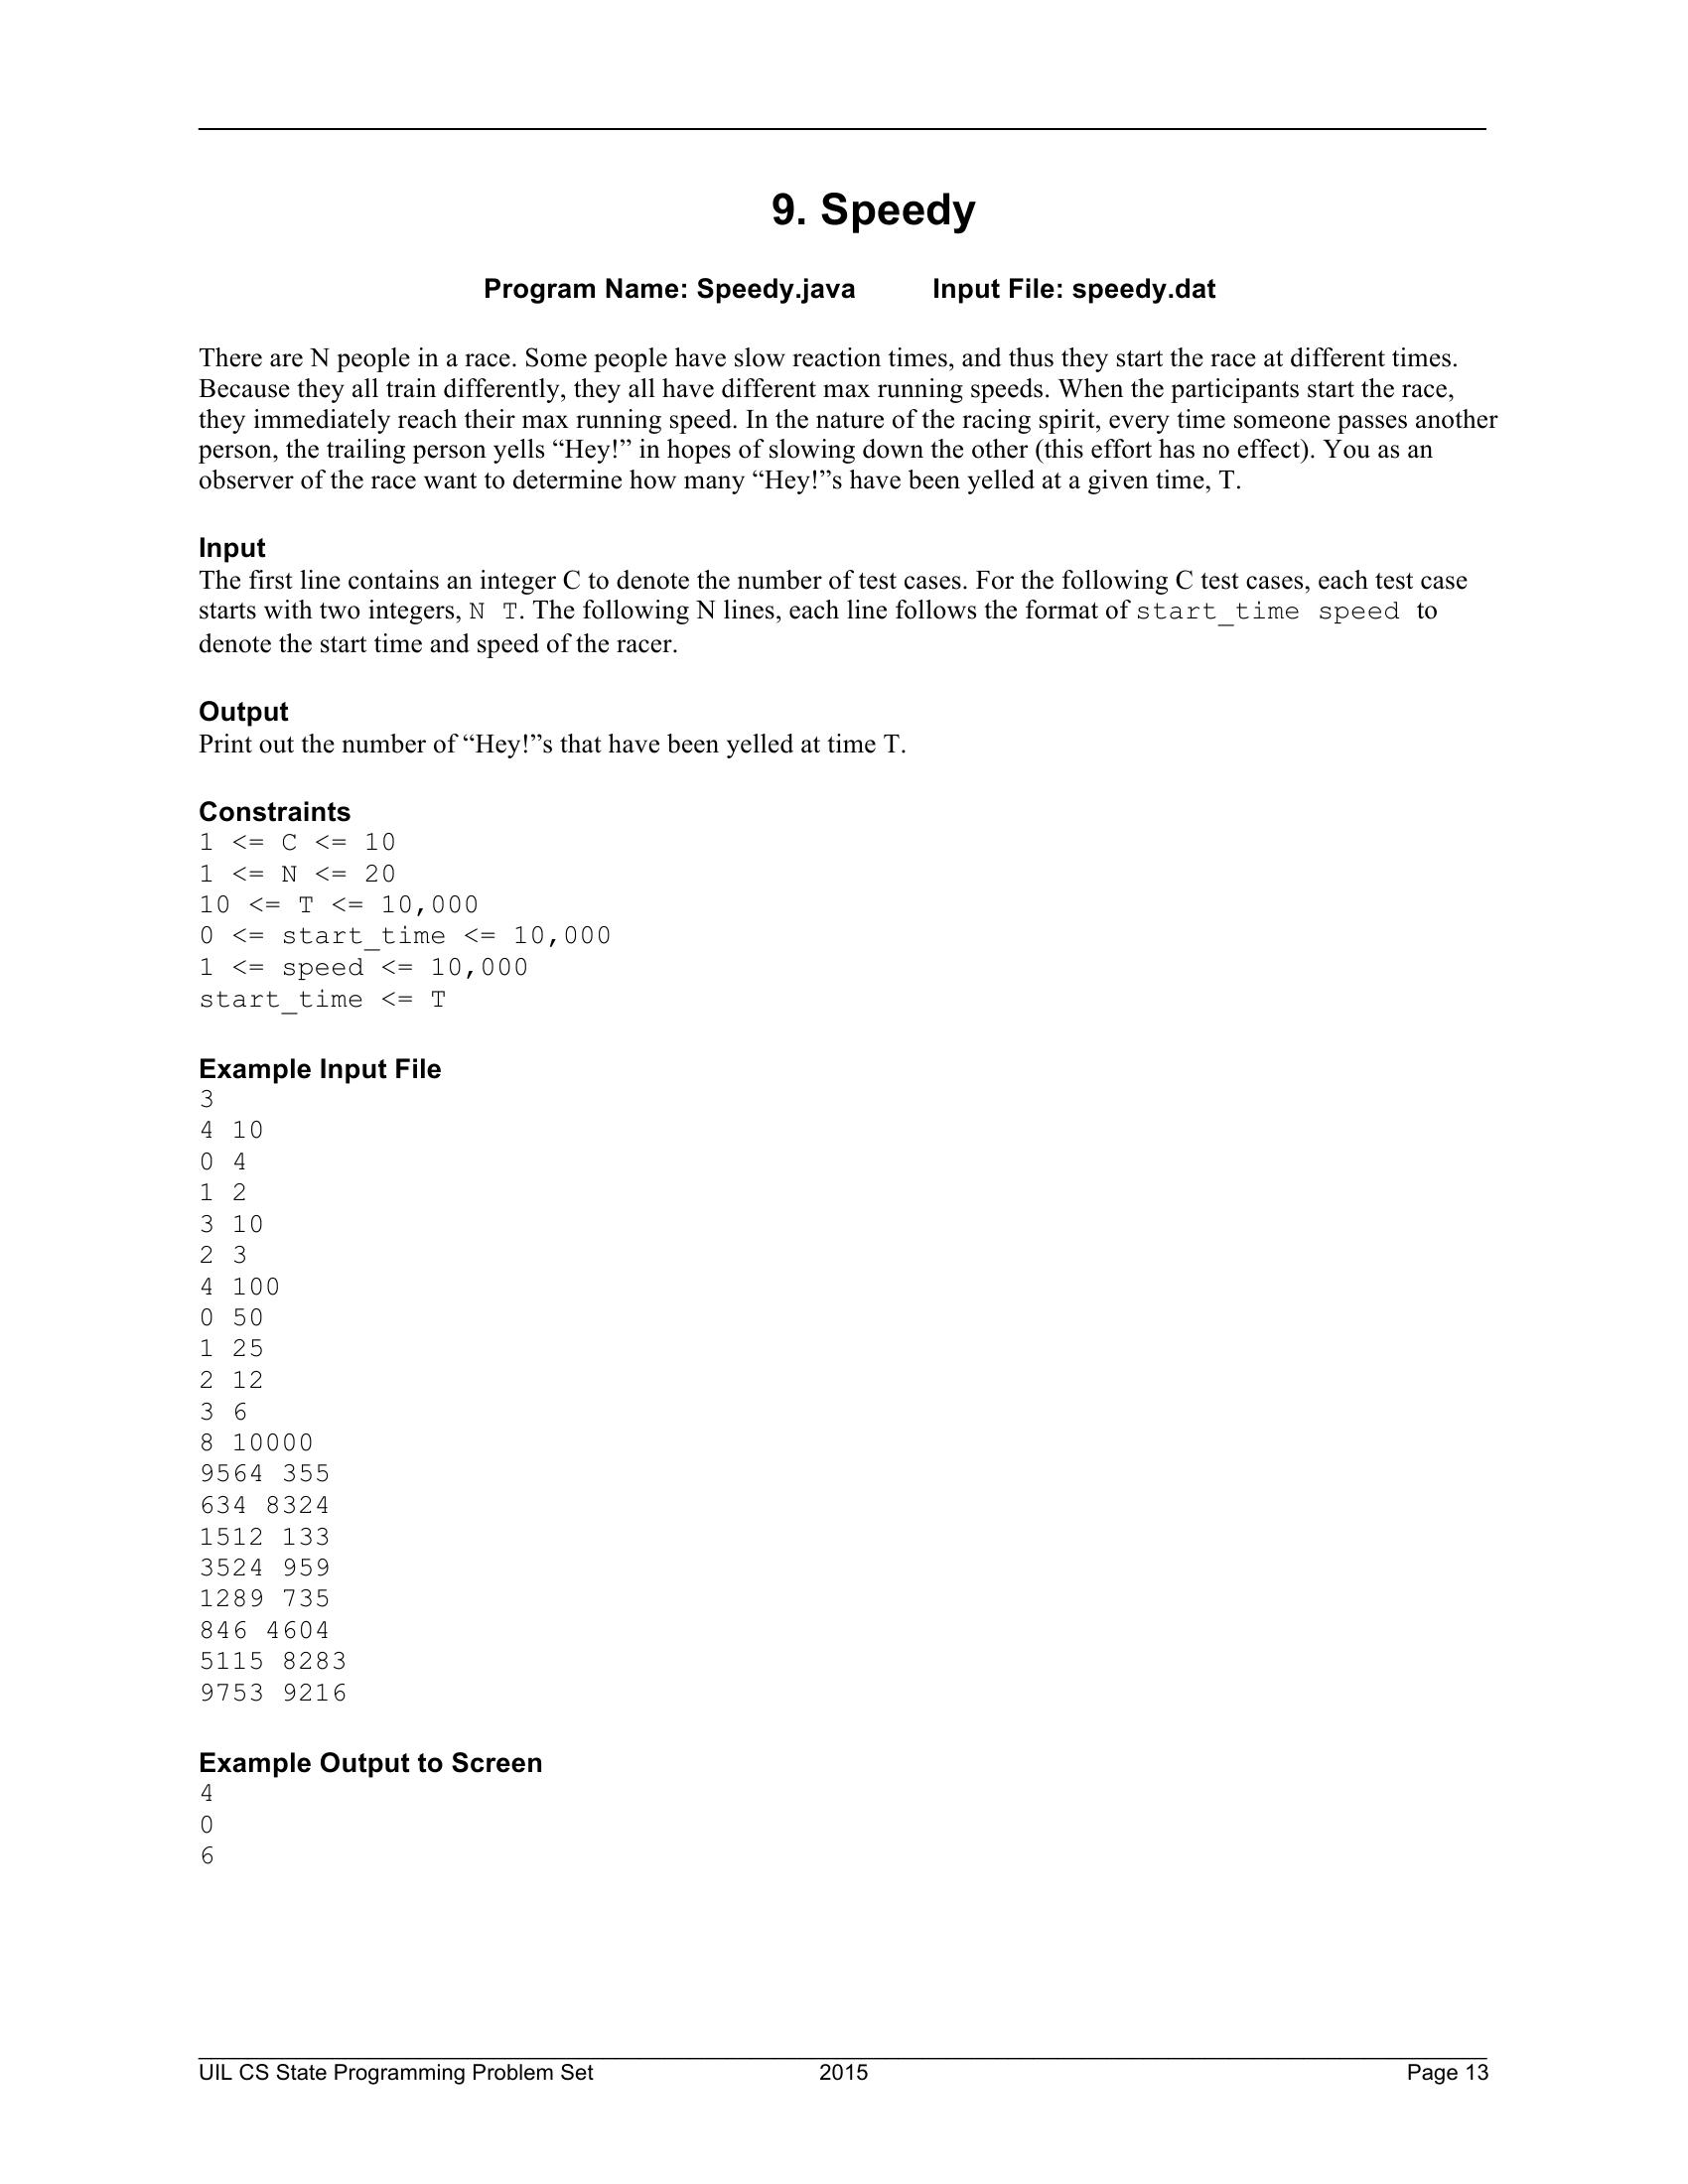 9. Speedy
Program Name: Speedy.java Input File: speedy.dat
There are N people in a race. Some people have slow reaction times, and thus they start the race at different times.
Because they all train differently, they all have different max running speeds. When the participants start the race,
they immediately reach their max running speed. In the nature of the racing spirit, every time someone passes another
person, the trailing person yells “Hey!” in hopes of slowing down the other (this effort has no effect). You as an
observer of the race want to determine how many “Hey!”s have been yelled at a given time, T.
Input
The first line contains an integer C to denote the number of test cases. For the following C test cases, each test case
starts with two integers, N T. The following N lines, each line follows the format of start_time speed to
denote the start time and speed of the racer.
Output
Print out the number of “Hey!”s that have been yelled at time T.
Constraints
1 <= C <= 10
1 <= N <= 20
10 <= T <= 10,000
0 <= start_time <= 10,000
1 <= speed <= 10,000
start_time <= T
Example Input File
3
4 10
0 4
1 2
3 10
2 3
4 100
0 50
1 25
2 12
3 6
8 10000
9564 355
634 8324
1512 133
3524 959
1289 735
846 4604
5115 8283
9753 9216
Example Output to Screen
4
0
6
UIL CS State Programming Problem Set 2015 Page 13